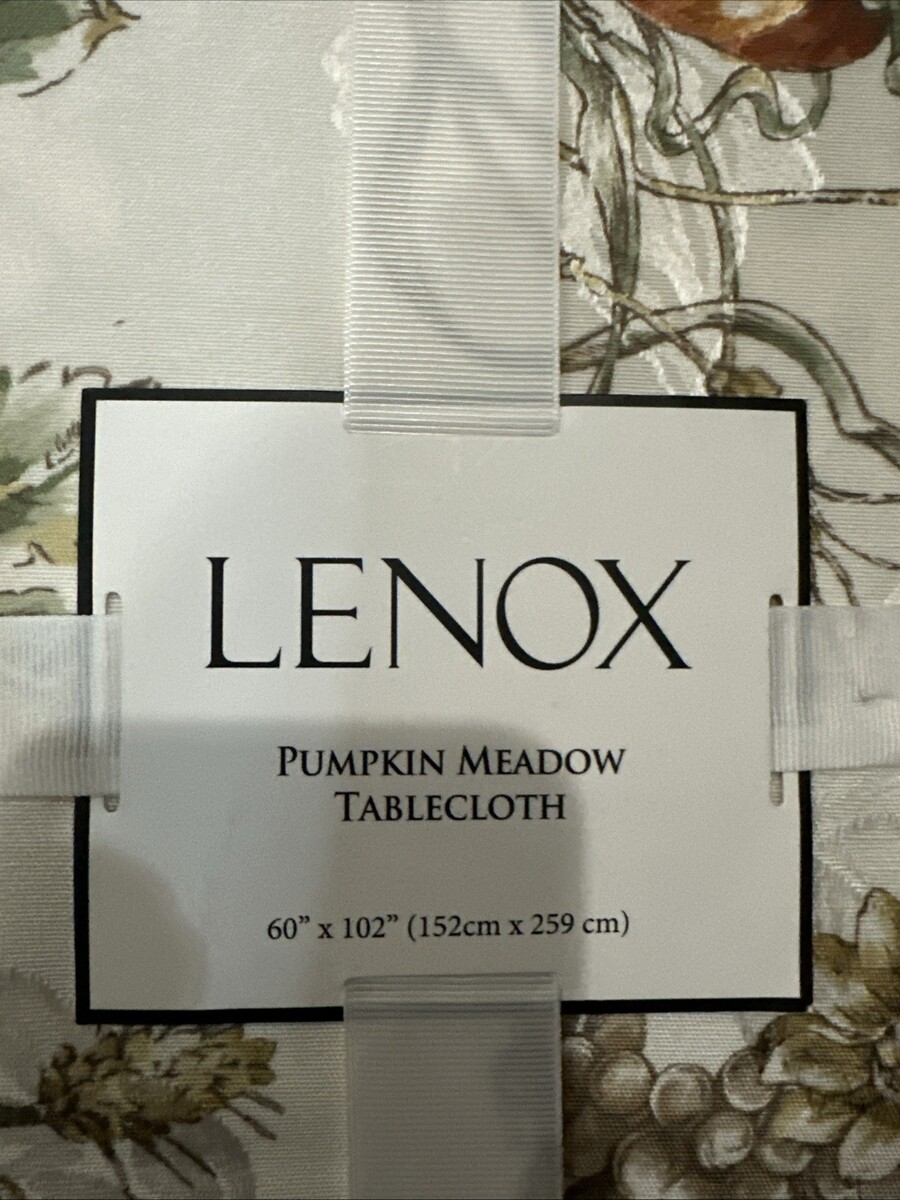 LENOX
PUMPKIN MEADOW
TABLECLOTH
60” x 102” (152cm x 259 cm)